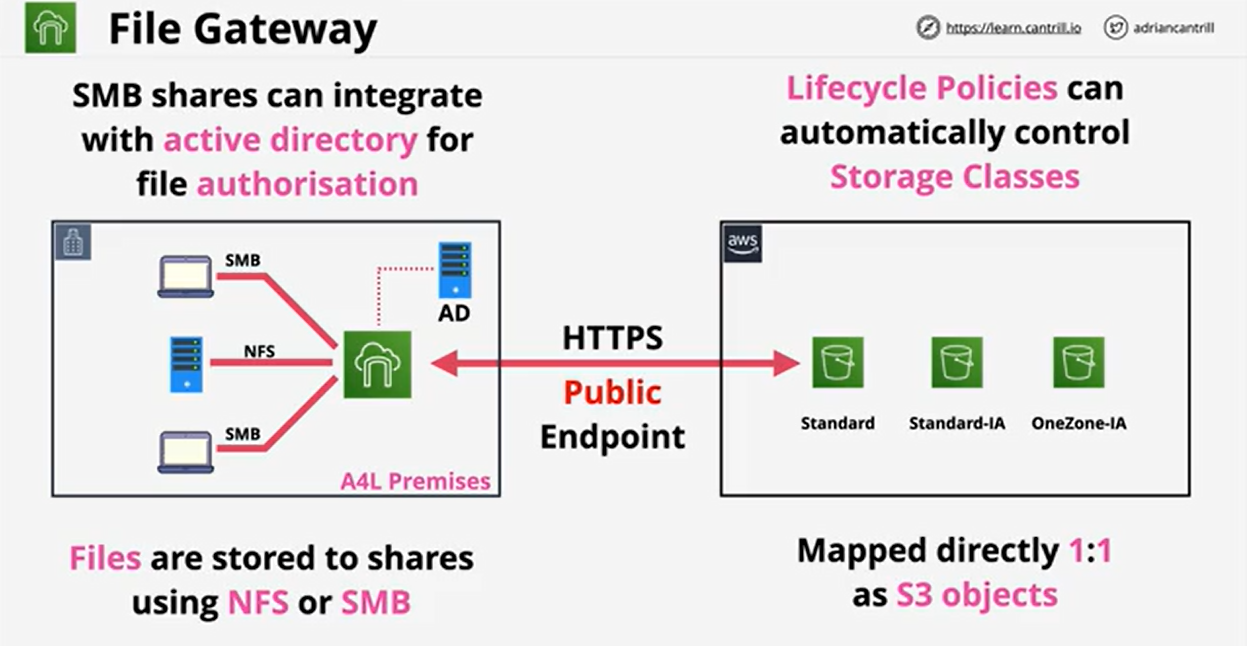 File Gateway
https://learn.cantrill.io
adriancantrill
SMB shares can integrate
with active directory for
file authorisation
Lifecycle Policies can
automatically control
Storage Classes
aws
SMB
AD
NFS
SMB
A4L Premises
HTTPS
Public
Endpoint
Standard
Standard-IA
OneZone-IA
Files are stored to shares
using NFS or SMB
Mapped directly 1:1
as S3 objects